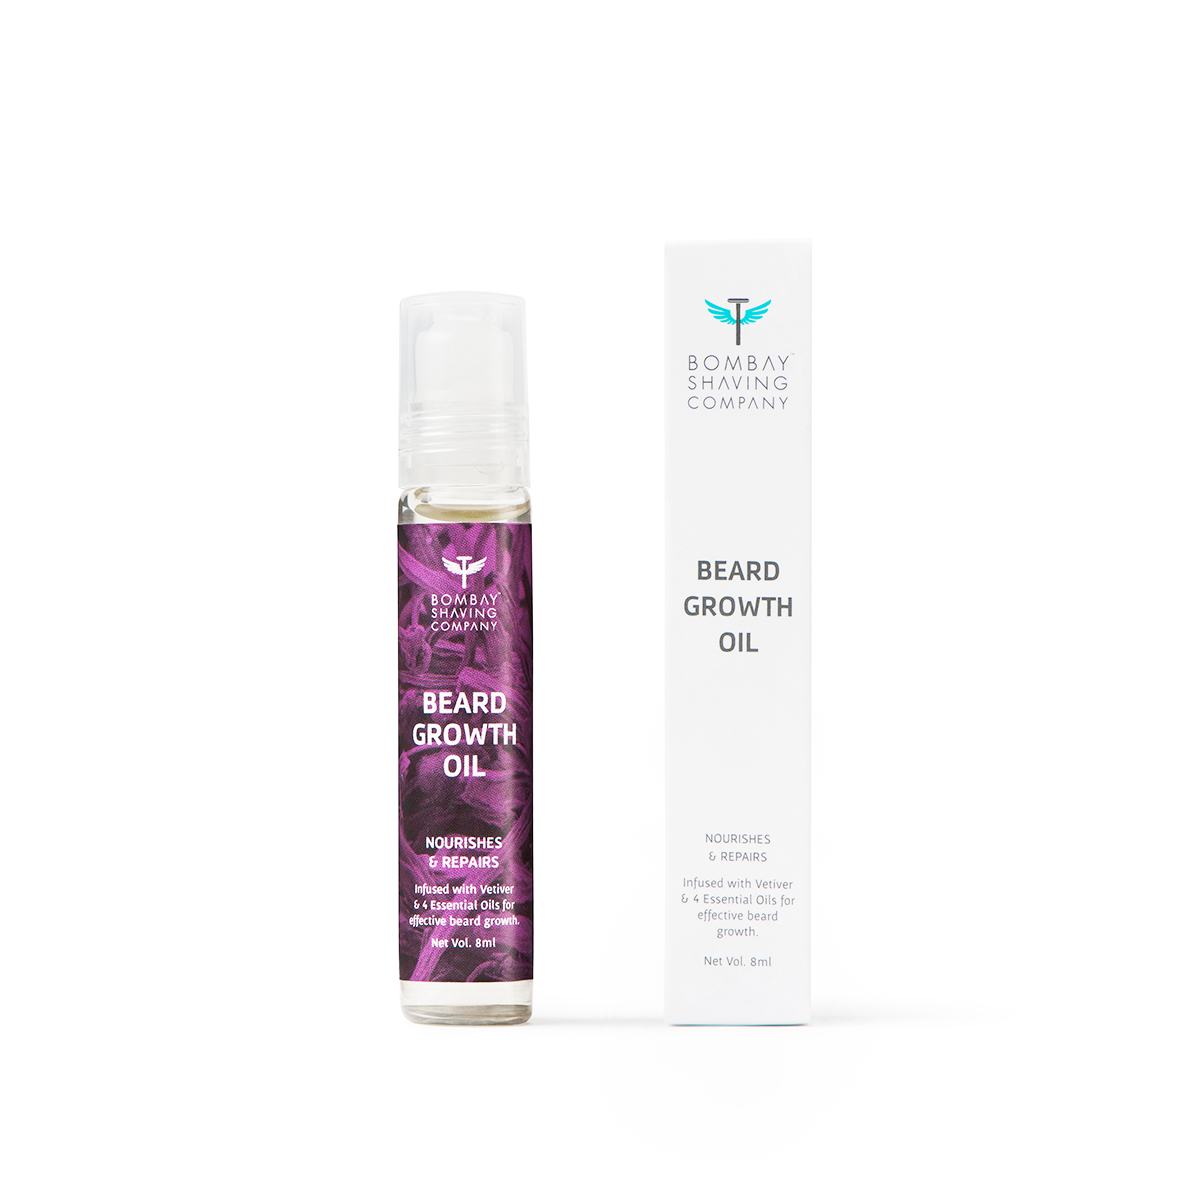 BOMBAY™
SHAVING
COMPANY
BEARD
GROWTH
OIL
NOURISHES
& REPAIRS
Infused with Vetiver
& 4 Essential Oils for
effective beard growth.
Net Vol. 8ml
BOMBAY™
SHAVING
COMPANY
BEARD
GROWTH
OIL
NOURISHES
& REPAIRS
Infused with Vetiver
& 4 Essential Oils for
effective beard
growth.
Net Vol. 8ml